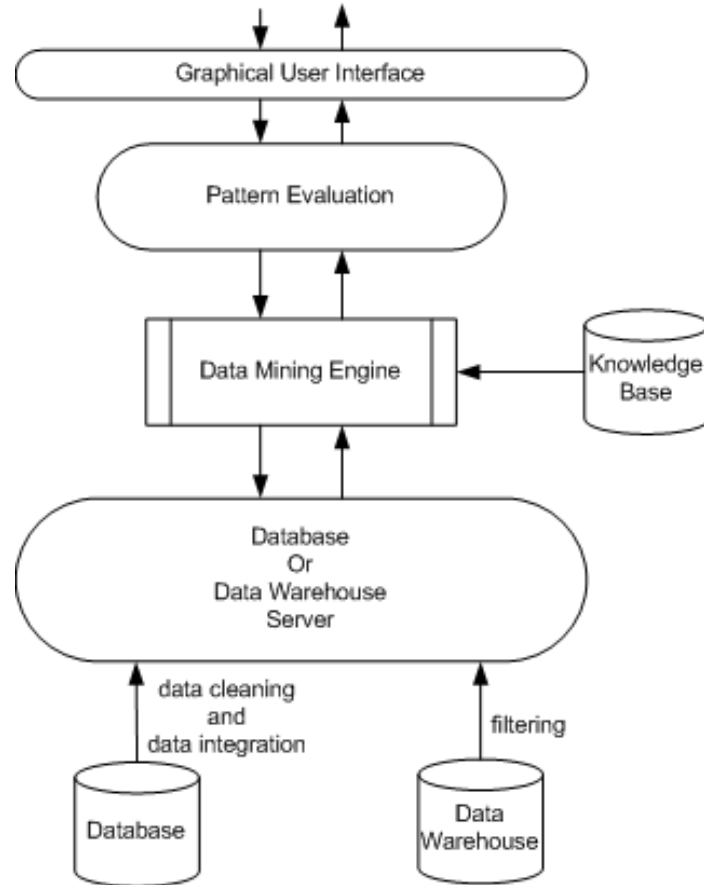 Graphical User Interface
Pattern Evaluation
Data Mining Engine
Knowledge
Base
Database
Or
Data Warehouse
Server
data cleaning
and
data integration
filtering
Database
Data
Warehouse